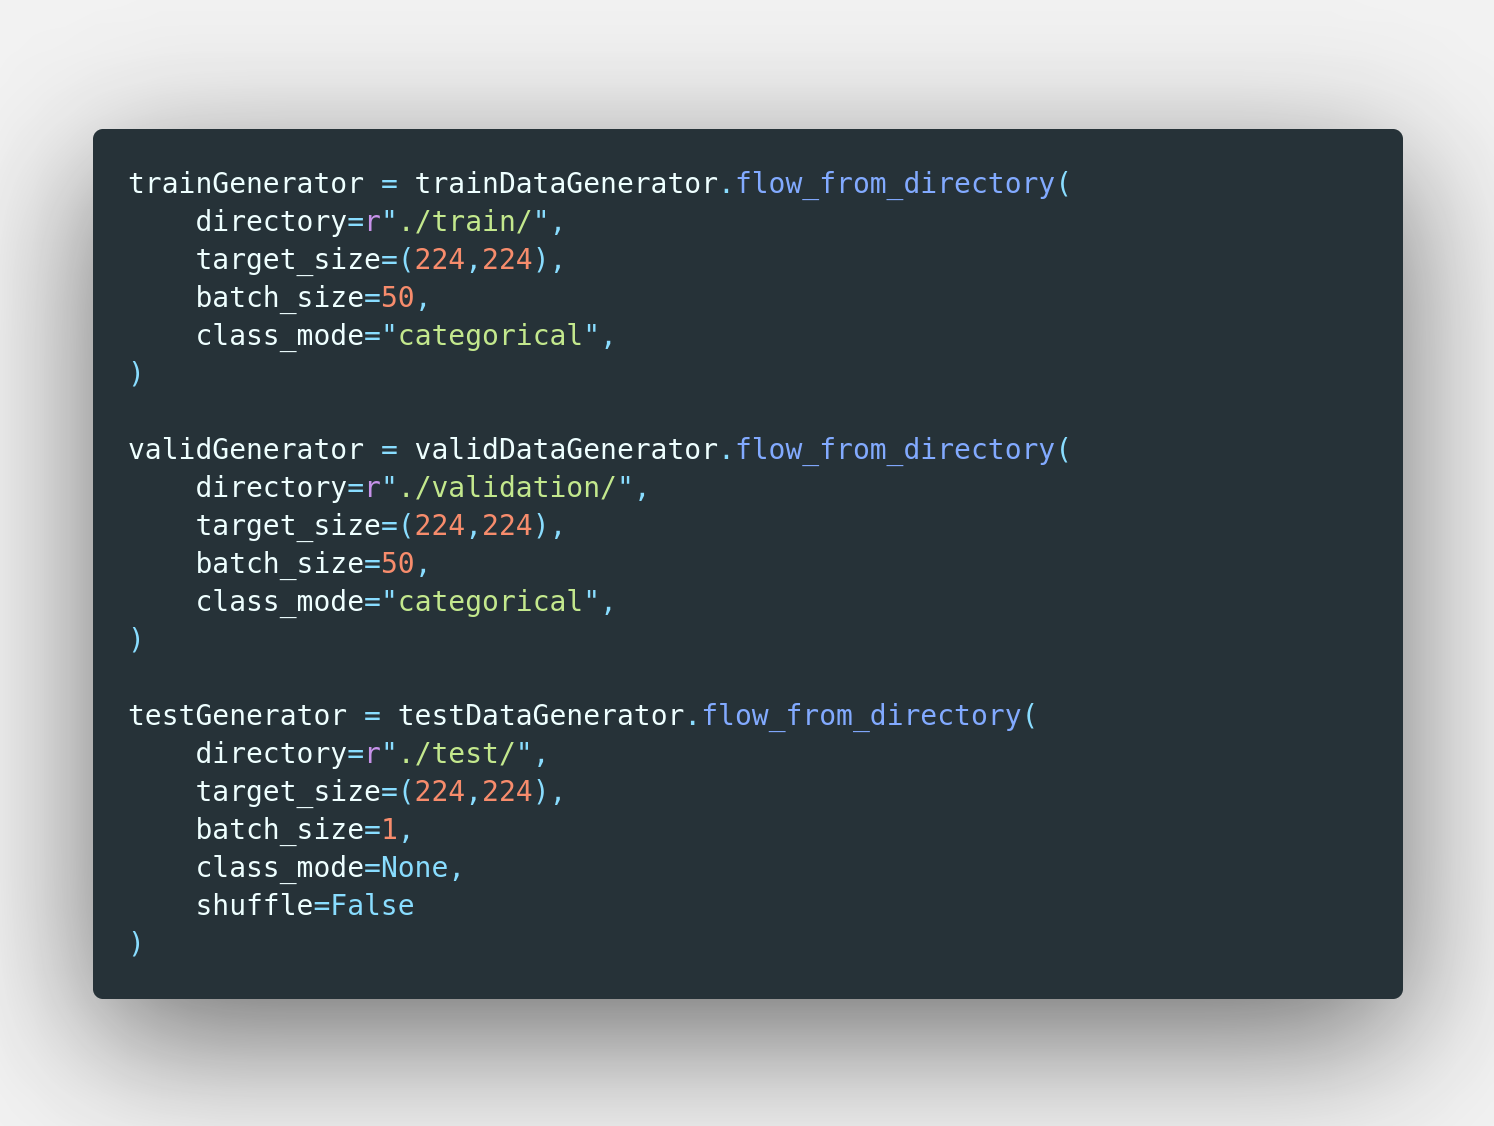 trainGenerator = trainDataGenerator.flow_from_directory(
    directory=r"./train/",
    target_size=(224,224),
    batch_size=50,
    class_mode="categorical",
)
validGenerator = validDataGenerator.flow_from_directory(
    directory=r"./validation/",
    target_size=(224,224),
    batch_size=50,
    class_mode="categorical",
)
testGenerator = testDataGenerator.flow_from_directory(
    directory=r"./test/",
    target_size=(224,224),
    batch_size=1,
    class_mode=None,
    shuffle=False
)